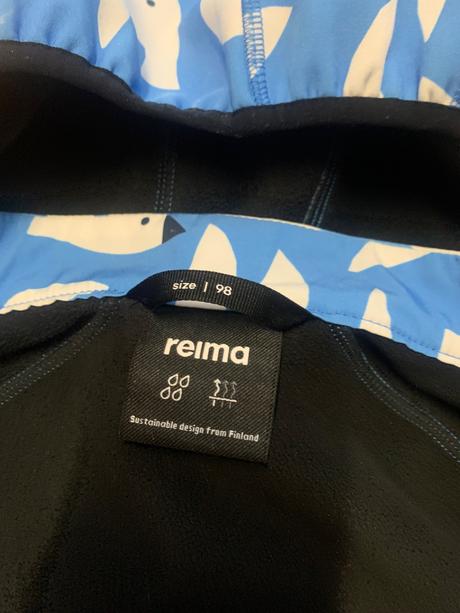 size | 98
reima
Sustainable design from Finland